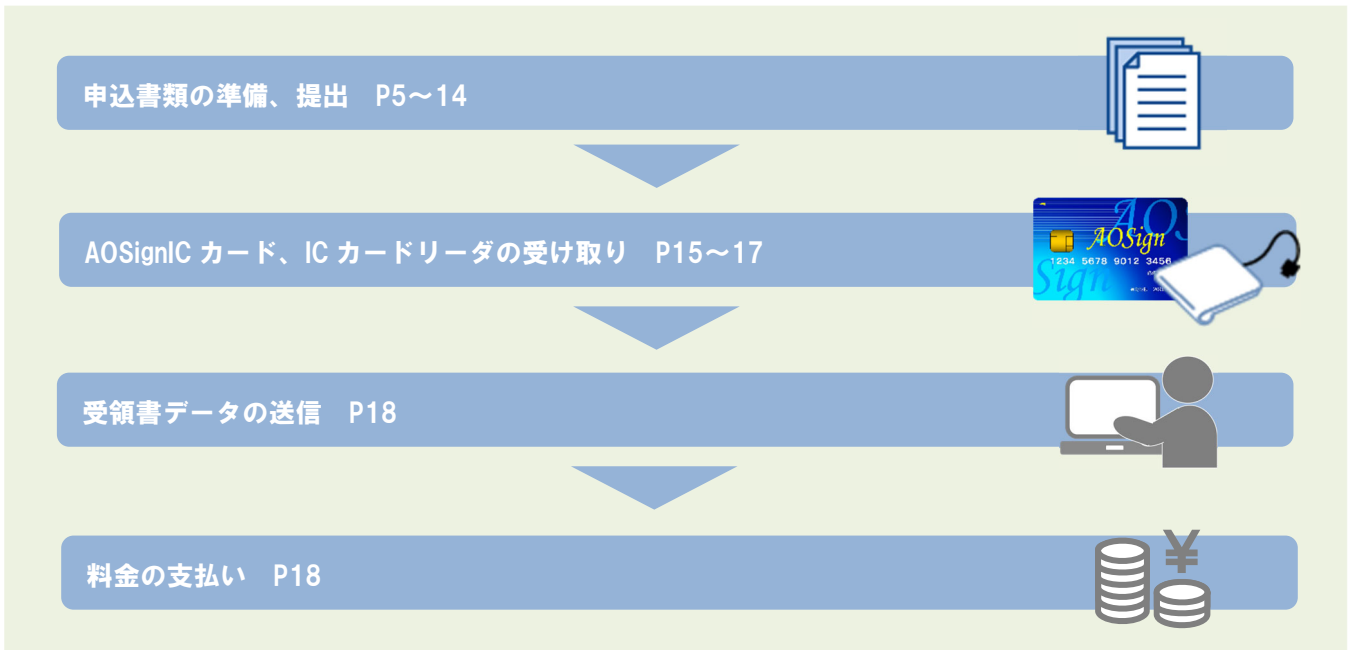 申込書類の準備、提出　P5～14
AOSignIC カード、IC カードリーダの受け取り　P15～17
AO
AOSign
1234 5678 9012 3456
Sign
受領書データの送信　P18
料金の支払い　P18
¥